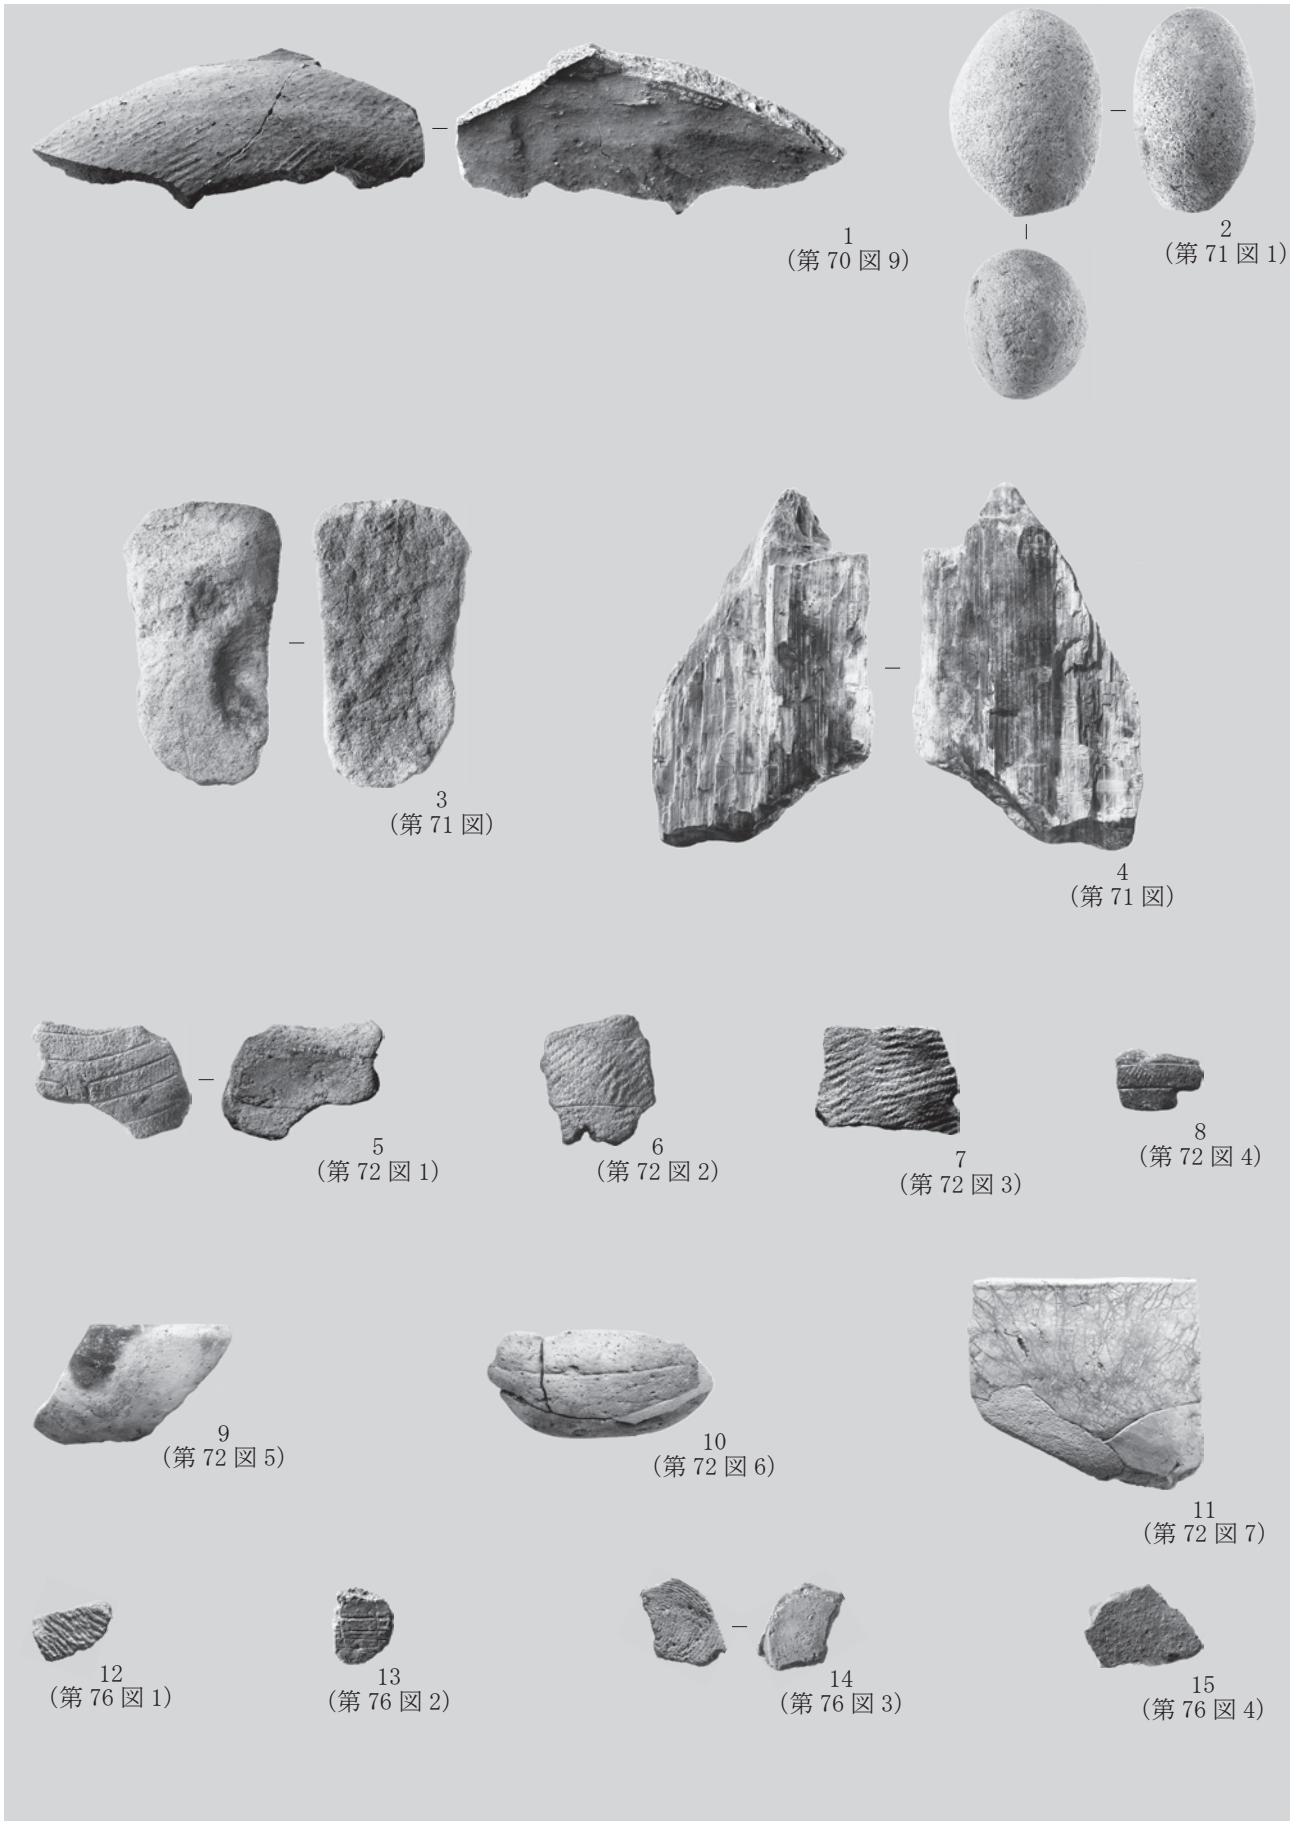 1
（第 70 図 9）
2
（第 71 図 1）
3
（第 71 図）
4
（第 71 図）
5
（第 72 図 1）
6
（第 72 図 2）
7
（第 72 図 3）
8
（第 72 図 4）
9
（第 72 図 5）
10
（第 72 図 6）
11
（第 72 図 7）
12
（第 76 図 1）
13
（第 76 図 2）
14
（第 76 図 3）
15
（第 76 図 4）